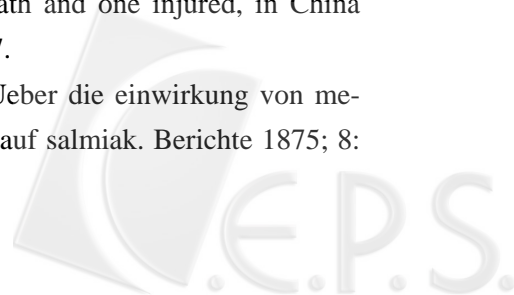 ath and one injured, in China
7.
Ueber die einwirkung von me-
auf salmiak. Berichte 1875; 8:
C.E.P.S.